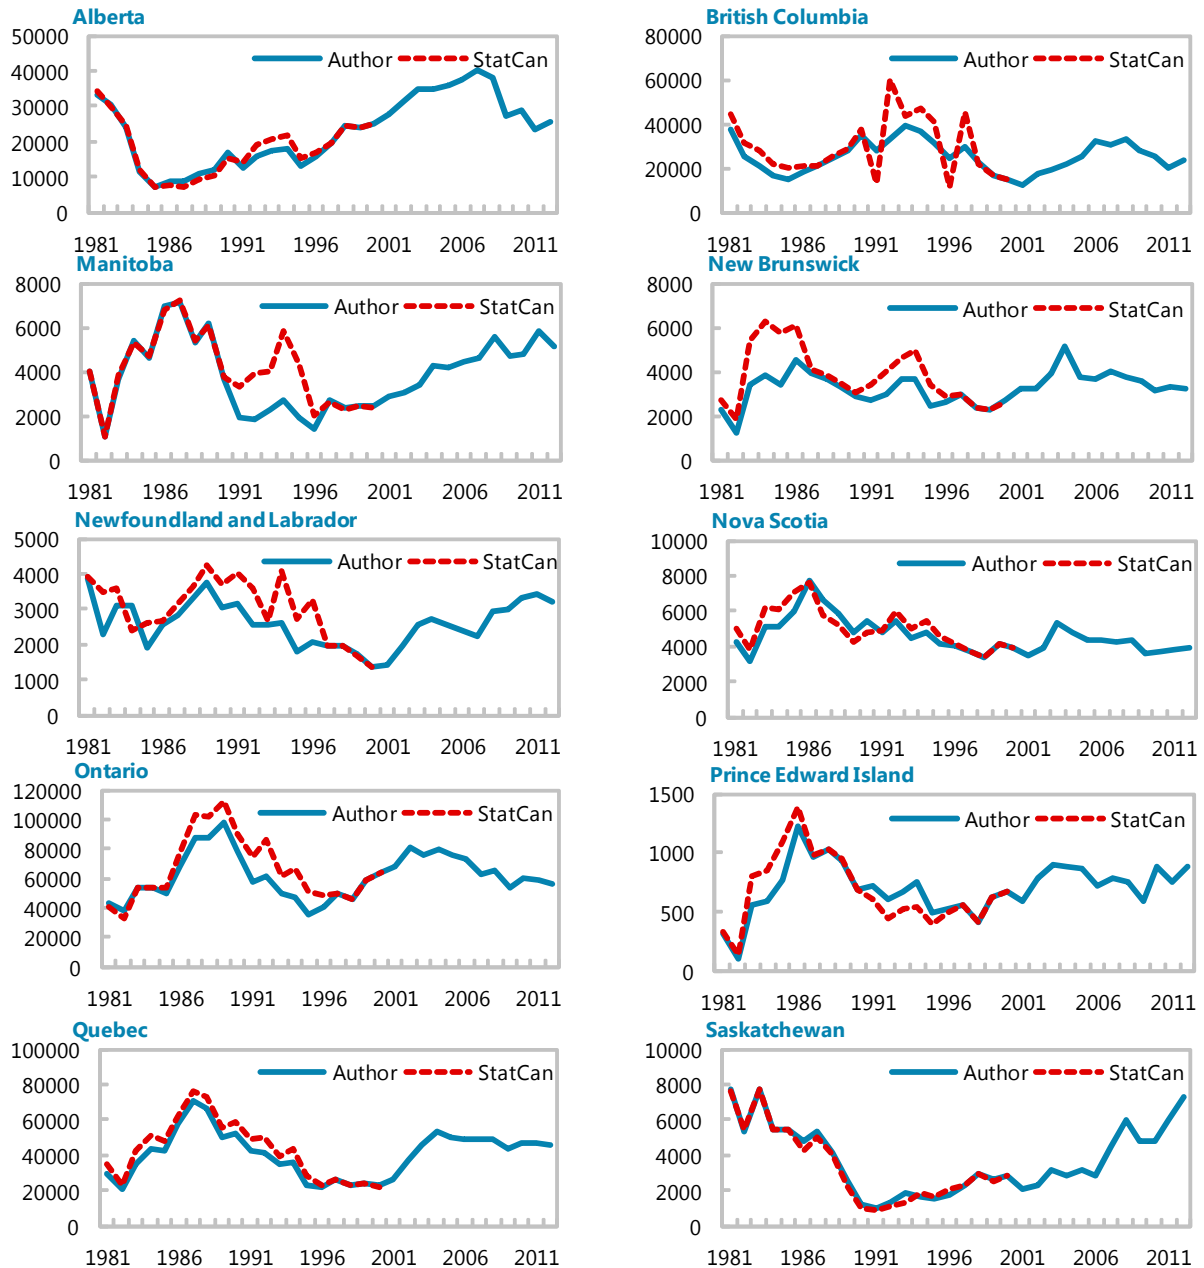 Alberta
50000
40000
30000
20000
10000
0
Author StatCan
1981 1986 1991 1996 2001 2006 2011
British Columbia
80000
60000
40000
20000
0
Author StatCan
1981 1986 1991 1996 2001 2006 2011
Manitoba
8000
6000
4000
2000
0
Author StatCan
1981 1986 1991 1996 2001 2006 2011
New Brunswick
8000
6000
4000
2000
0
Author StatCan
1981 1986 1991 1996 2001 2006 2011
Newfoundland and Labrador
5000
4000
3000
2000
1000
0
Author StatCan
1981 1986 1991 1996 2001 2006 2011
Nova Scotia
10000
8000
6000
4000
2000
0
Author StatCan
1981 1986 1991 1996 2001 2006 2011
Ontario
120000
100000
80000
60000
40000
20000
0
Author StatCan
1981 1986 1991 1996 2001 2006 2011
Prince Edward Island
1500
1000
500
0
Author StatCan
1981 1986 1991 1996 2001 2006 2011
Quebec
100000
80000
60000
40000
20000
0
Author StatCan
1981 1986 1991 1996 2001 2006 2011
Saskatchewan
10000
8000
6000
4000
2000
0
Author StatCan
1981 1986 1991 1996 2001 2006 2011